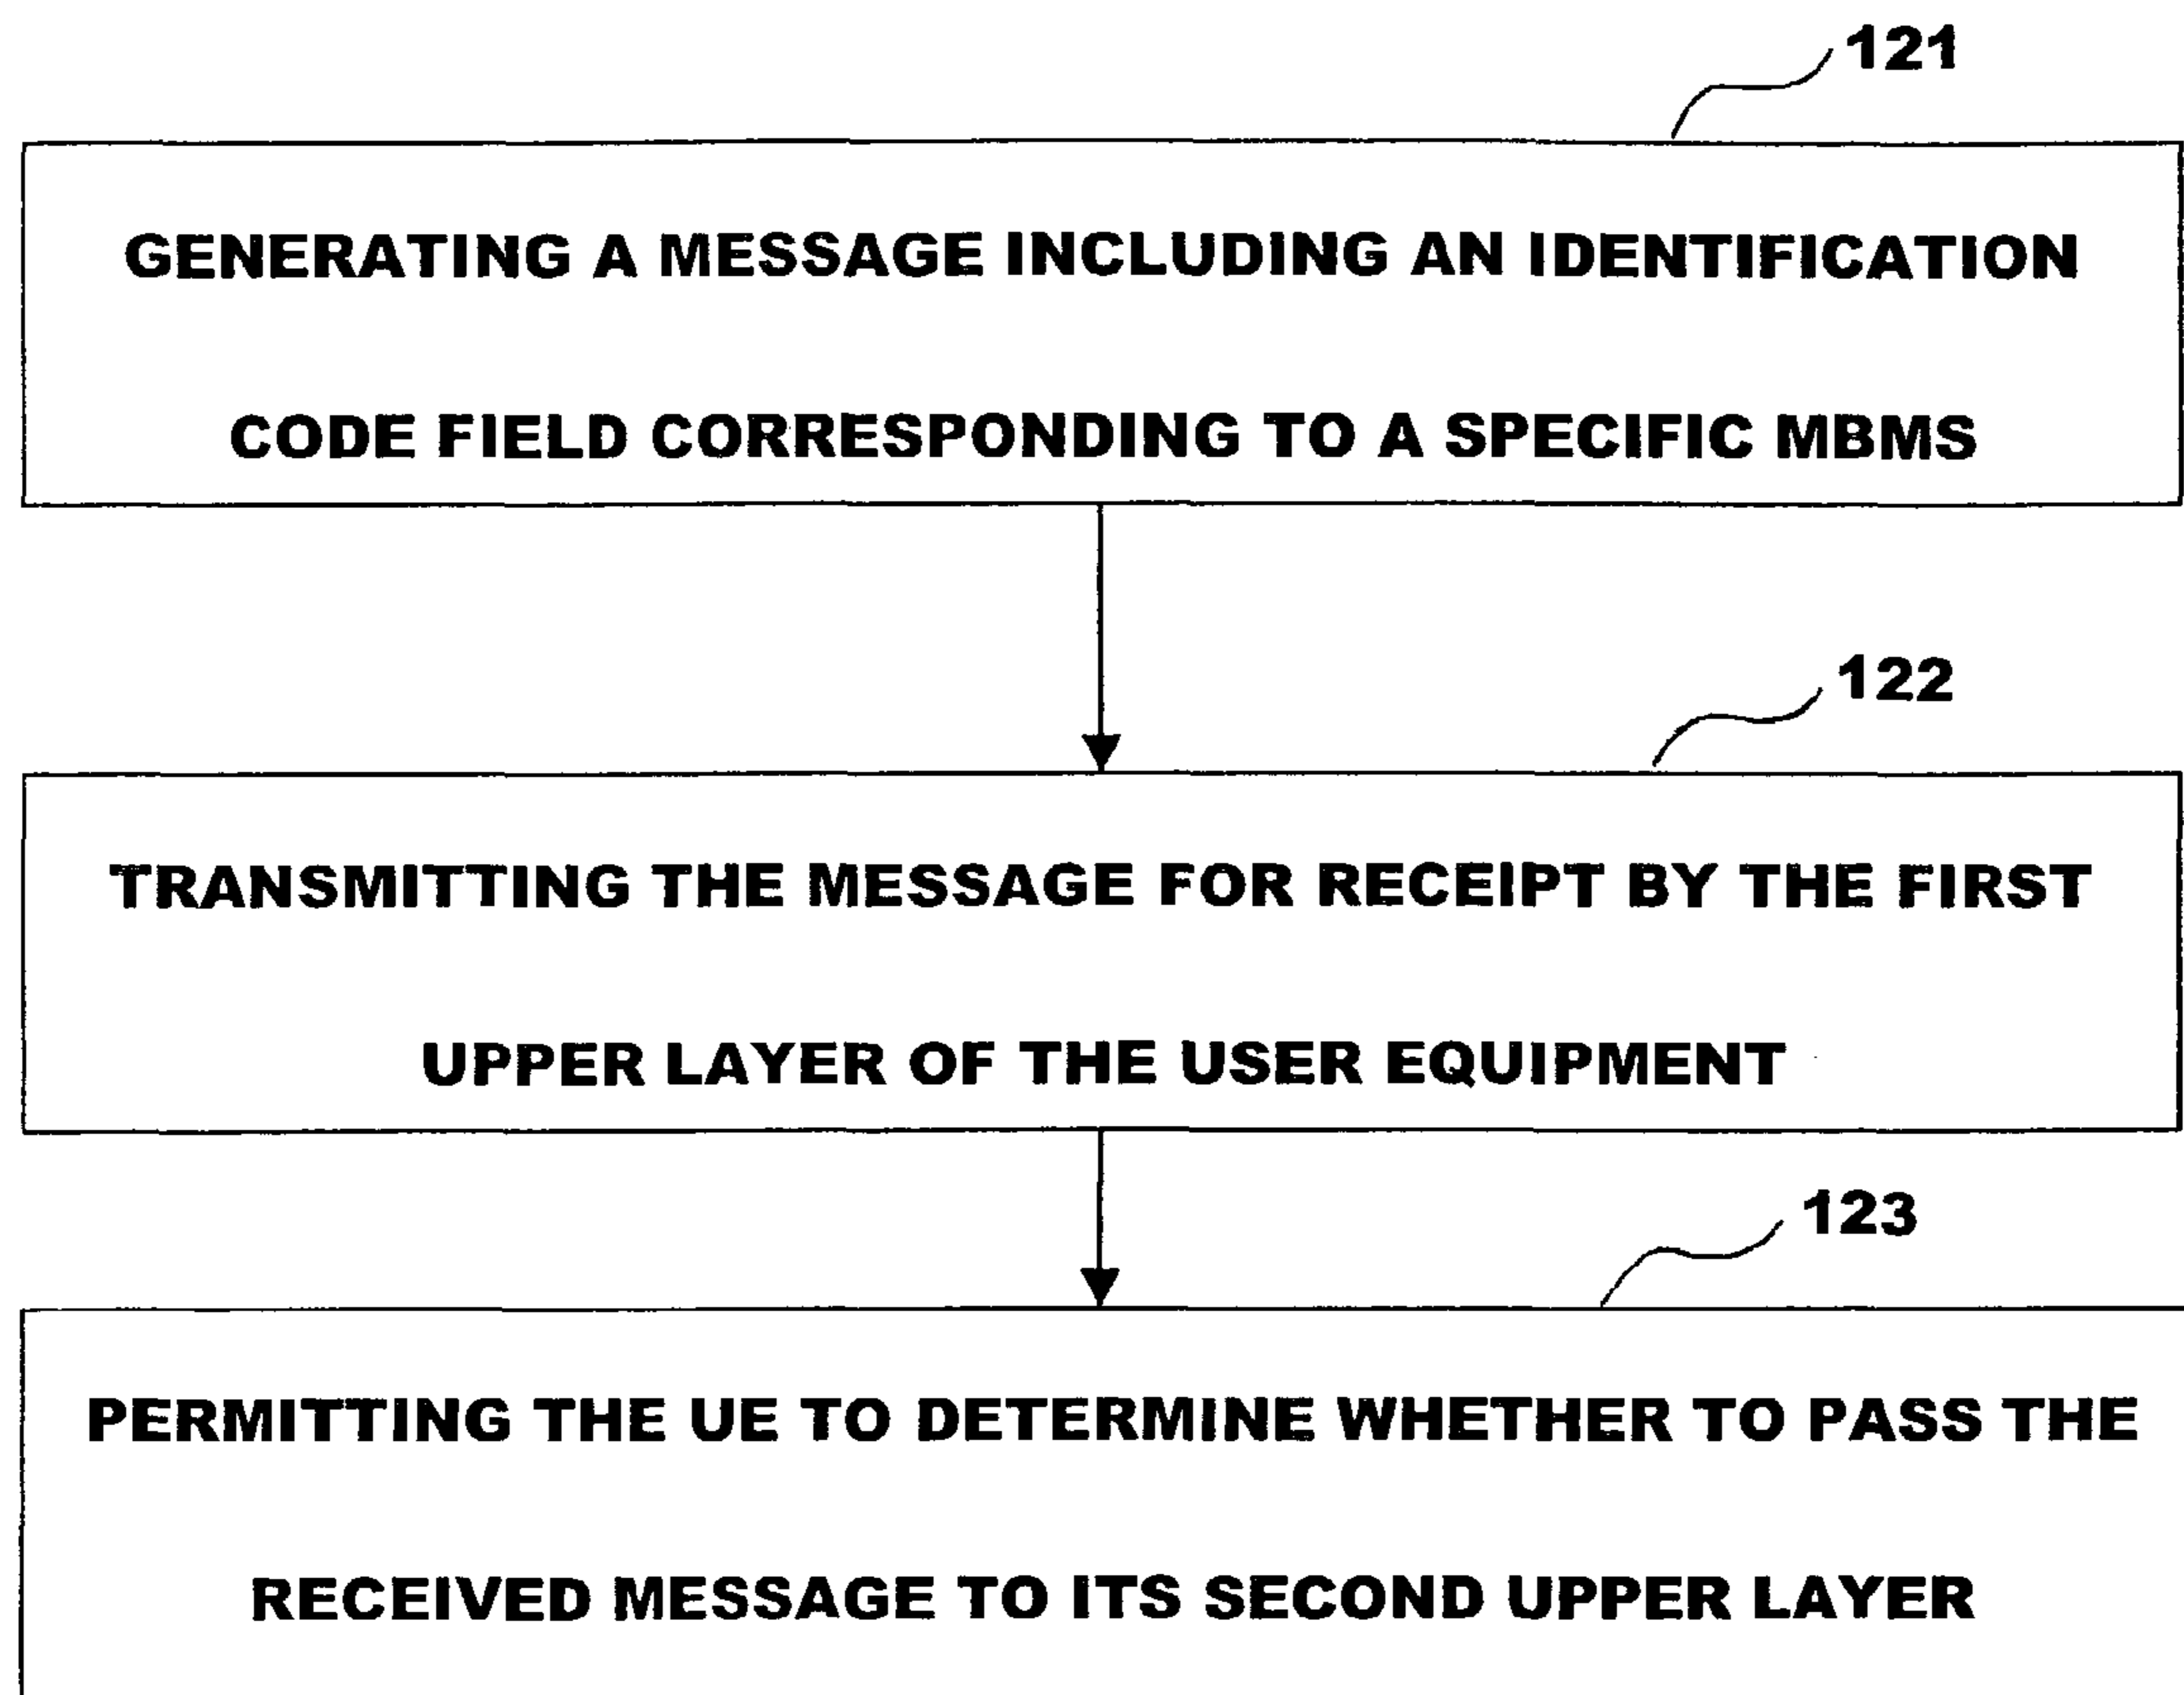 121
GENERATING A MESSAGE INCLUDING AN IDENTIFICATION
CODE FIELD CORRESPONDING TO A SPECIFIC MBMS
122
TRANSMITTING THE MESSAGE FOR RECEIPT BY THE FIRST
UPPER LAYER OF THE USER EQUIPMENT
123
PERMITTING THE UE TO DETERMINE WHETHER TO PASS THE
RECEIVED MESSAGE TO ITS SECOND UPPER LAYER